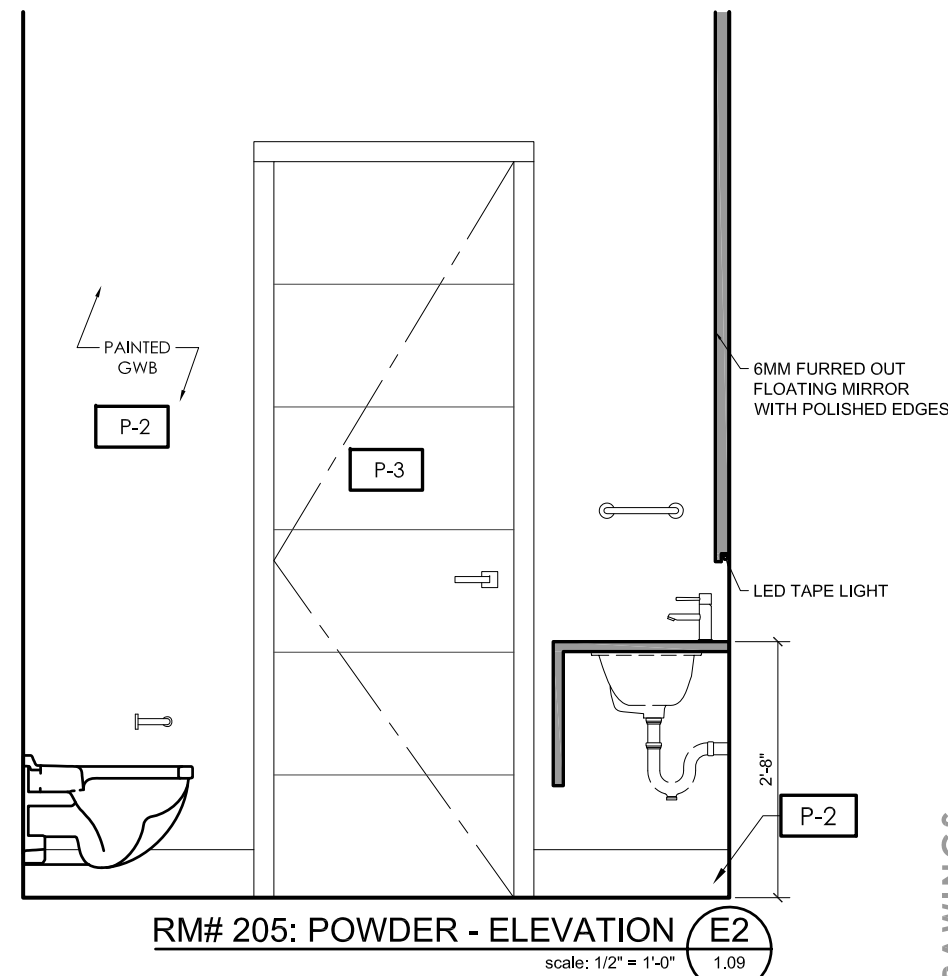 PAINTED
GWB
P-2
P-3
6MM FURRED OUT
FLOATING MIRROR
WITH POLISHED EDGES
LED TAPE LIGHT
2'-8"
P-2
RM# 205: POWDER - ELEVATION
E2
scale: 1/2" = 1'-0"
1.09